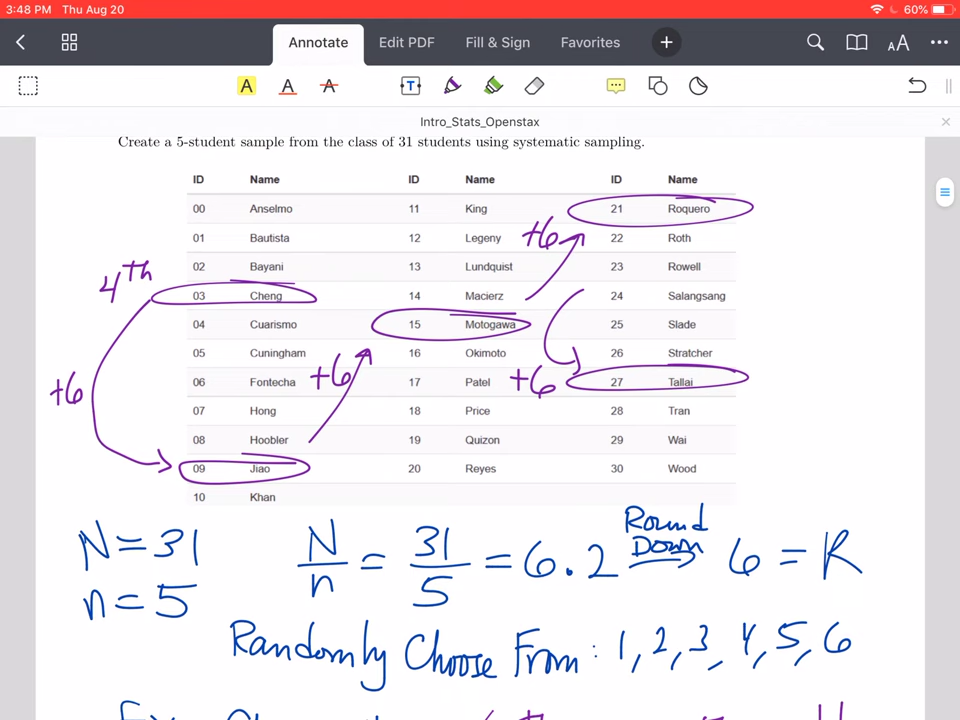 3:48 PM Thu Aug 20 60%
Annotate Edit PDF Fill & Sign Favorites + AA
A A A T
Intro_Stats_Openstax
Create a 5-student sample from the class of 31 students using systematic sampling.
ID Name ID Name ID Name
00 Anselmo 11 King 21 Roquero
01 Bautista 12 Legeny 22 Roth
02 Bayani 13 Lundquist 23 Rowell
03 Cheng 14 Macierz 24 Salangsang
04 Cuarismo 15 Motogawa 25 Slade
05 Cuningham 16 Okimoto 26 Stratcher
06 Fontecha 17 Patel 27 Tallai
07 Hong 18 Price 28 Tran
08 Hoobler 19 Quizon 29 Wai
09 Jiao 20 Reyes 30 Wood
10 Khan
4th
+6
+6
+6
+6
N = 31
n = 5
N/n = 31/5 = 6.2 Round Down 6 = R
Randomly Choose From: 1, 2, 3, 4, 5, 6